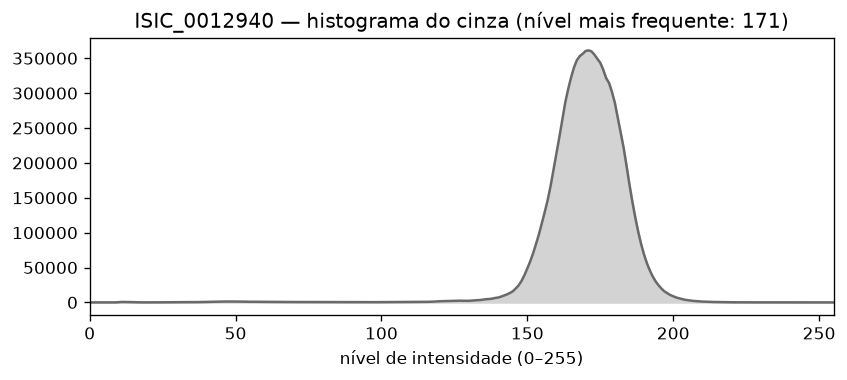 ISIC_0012940 — histograma do cinza (nível mais frequente: 171)
350000
300000
250000
200000
150000
100000
50000
0
0 50 100 150 200 250
nível de intensidade (0–255)